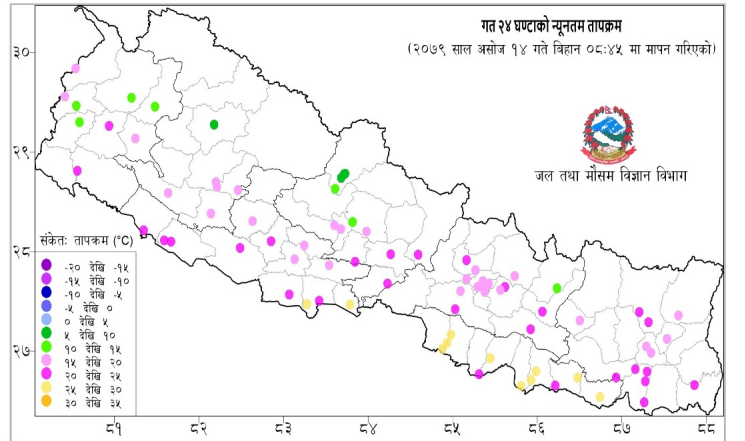 गत २४ घण्टाको न्यूनतम तापक्रम
(२०७९ साल असोज १४ गते बिहान ०८:४५ मा मापन गरिएको)
जल तथा मौसम विज्ञान विभाग
३०
२९
२८
२७
संकेतः तापक्रम (°C)
-२० देखि -१५
-१५ देखि -१०
-१० देखि -५
-५ देखि ०
० देखि ५
५ देखि १०
१० देखि १५
१५ देखि २०
२० देखि २५
२५ देखि ३०
३० देखि ३५
८१ ८२ ८३ ८४ ८५ ८६ ८७ ८८